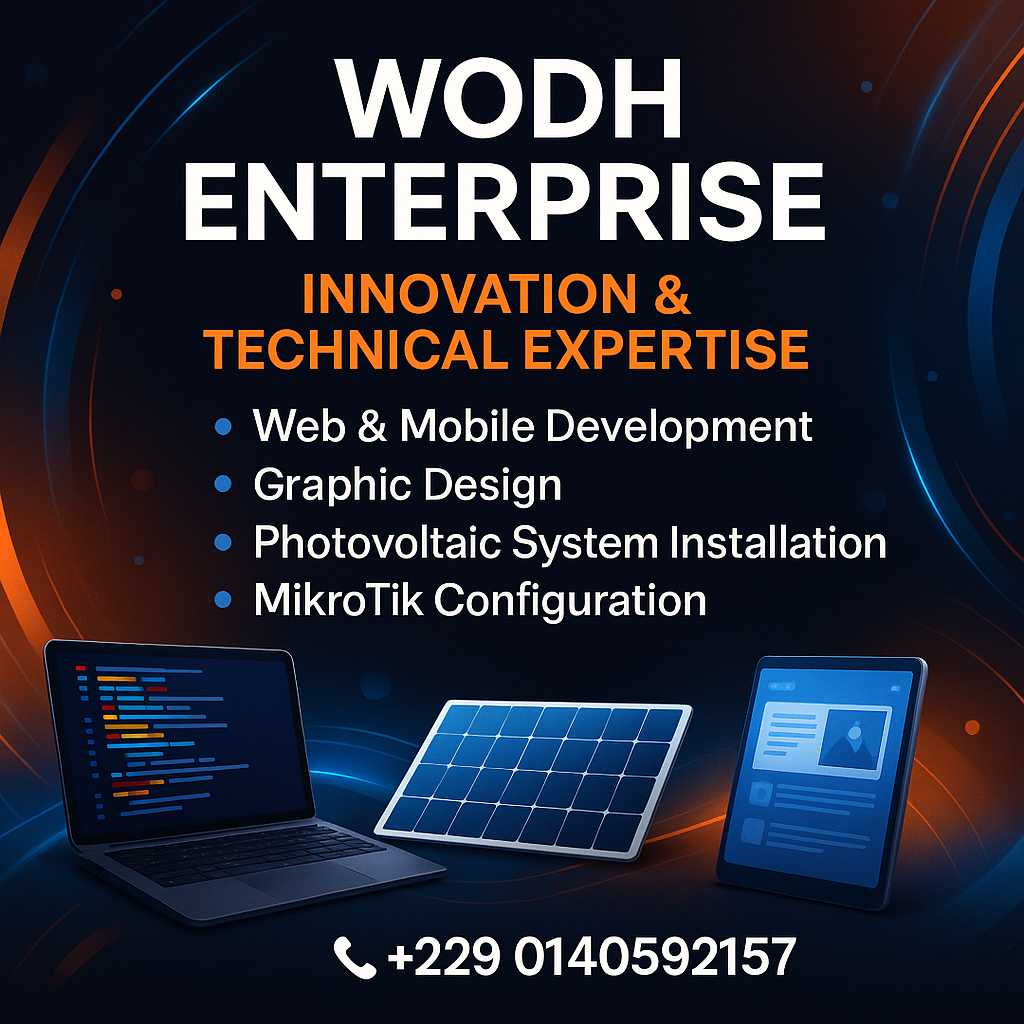 WODH
ENTERPRISE
INNOVATION &
TECHNICAL EXPERTISE
• Web & Mobile Development
• Graphic Design
• Photovoltaic System Installation
• MikroTik Configuration
+229 0140592157